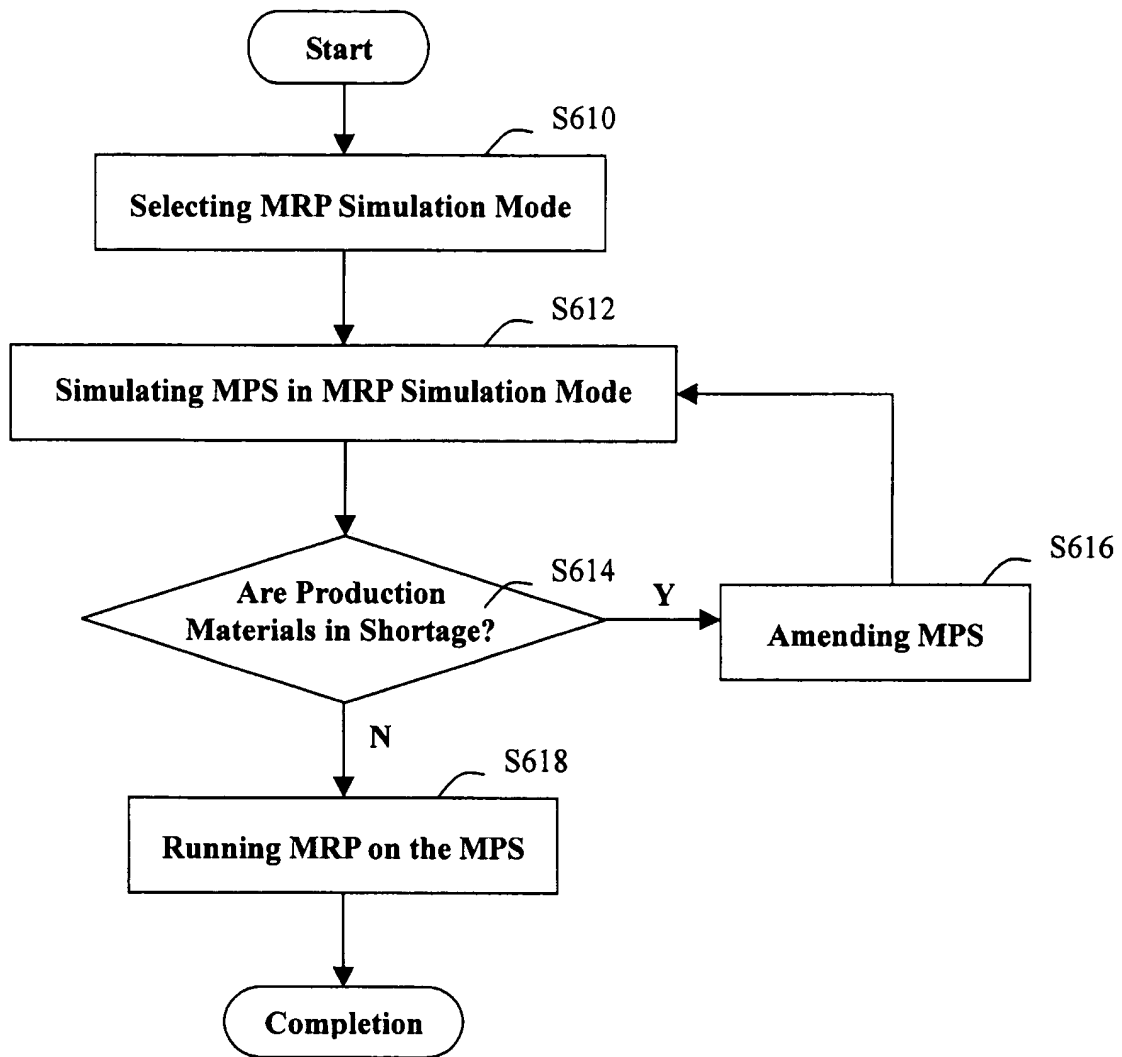 Start
S610
Selecting MRP Simulation Mode
S612
Simulating MPS in MRP Simulation Mode
S614
Are Production
Materials in Shortage?
Y
S616
Amending MPS
N
S618
Running MRP on the MPS
Completion